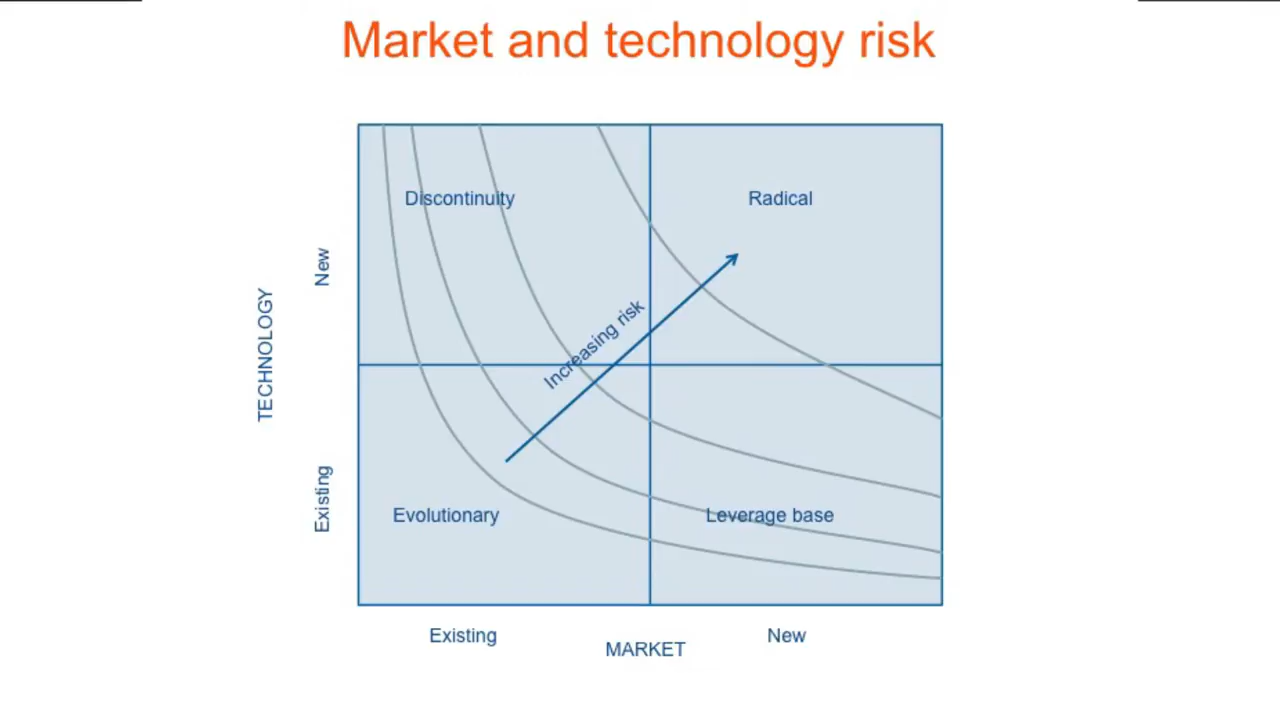 Market and technology risk
Discontinuity
Radical
New
TECHNOLOGY
Increasing risk
Existing
Evolutionary
Leverage base
Existing
New
MARKET